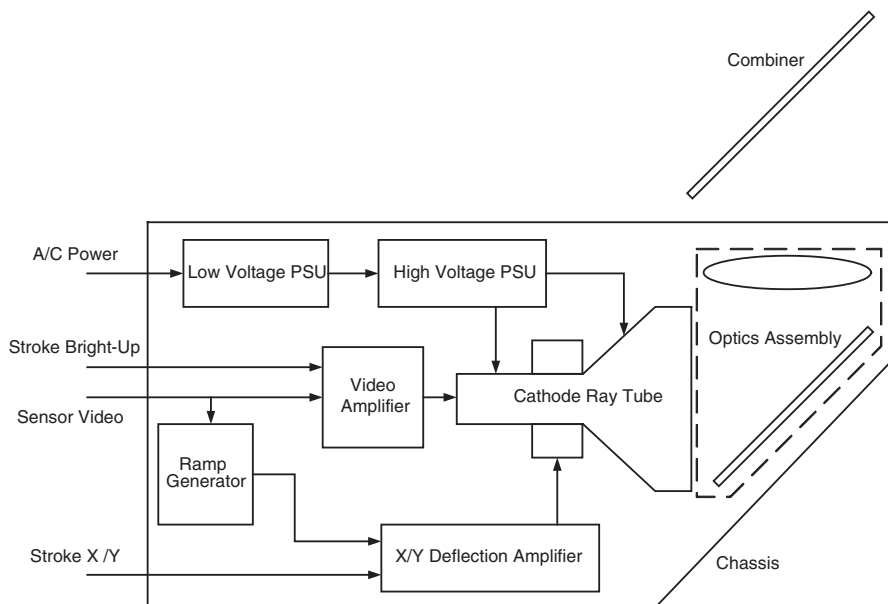 Combiner
A/C Power
Low Voltage PSU
High Voltage PSU
Stroke Bright-Up
Optics Assembly
Video
Amplifier
Cathode Ray Tube
Sensor Video
Ramp
Generator
Stroke X /Y
X/Y Deflection Amplifier
Chassis